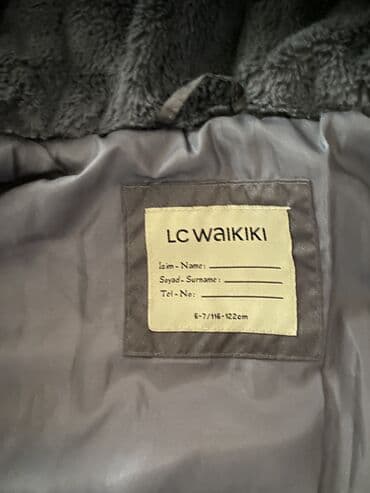 LC WAIKIKI
İsim - Name:
Soyad - Surname:
Tel - No:
6-7/116-122cm